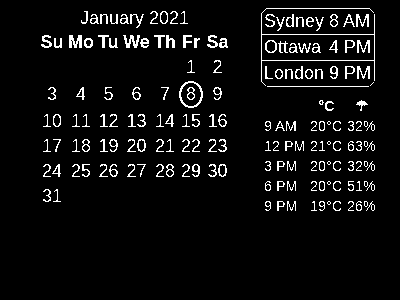 January 2021
Su Mo Tu We Th Fr Sa
1 2
3 4 5 6 7 8 9
10 11 12 13 14 15 16
17 18 19 20 21 22 23
24 25 26 27 28 29 30
31
Sydney 8 AM
Ottawa 4 PM
London 9 PM
°C ☂
9 AM 20°C 32%
12 PM 21°C 63%
3 PM 20°C 32%
6 PM 20°C 51%
9 PM 19°C 26%